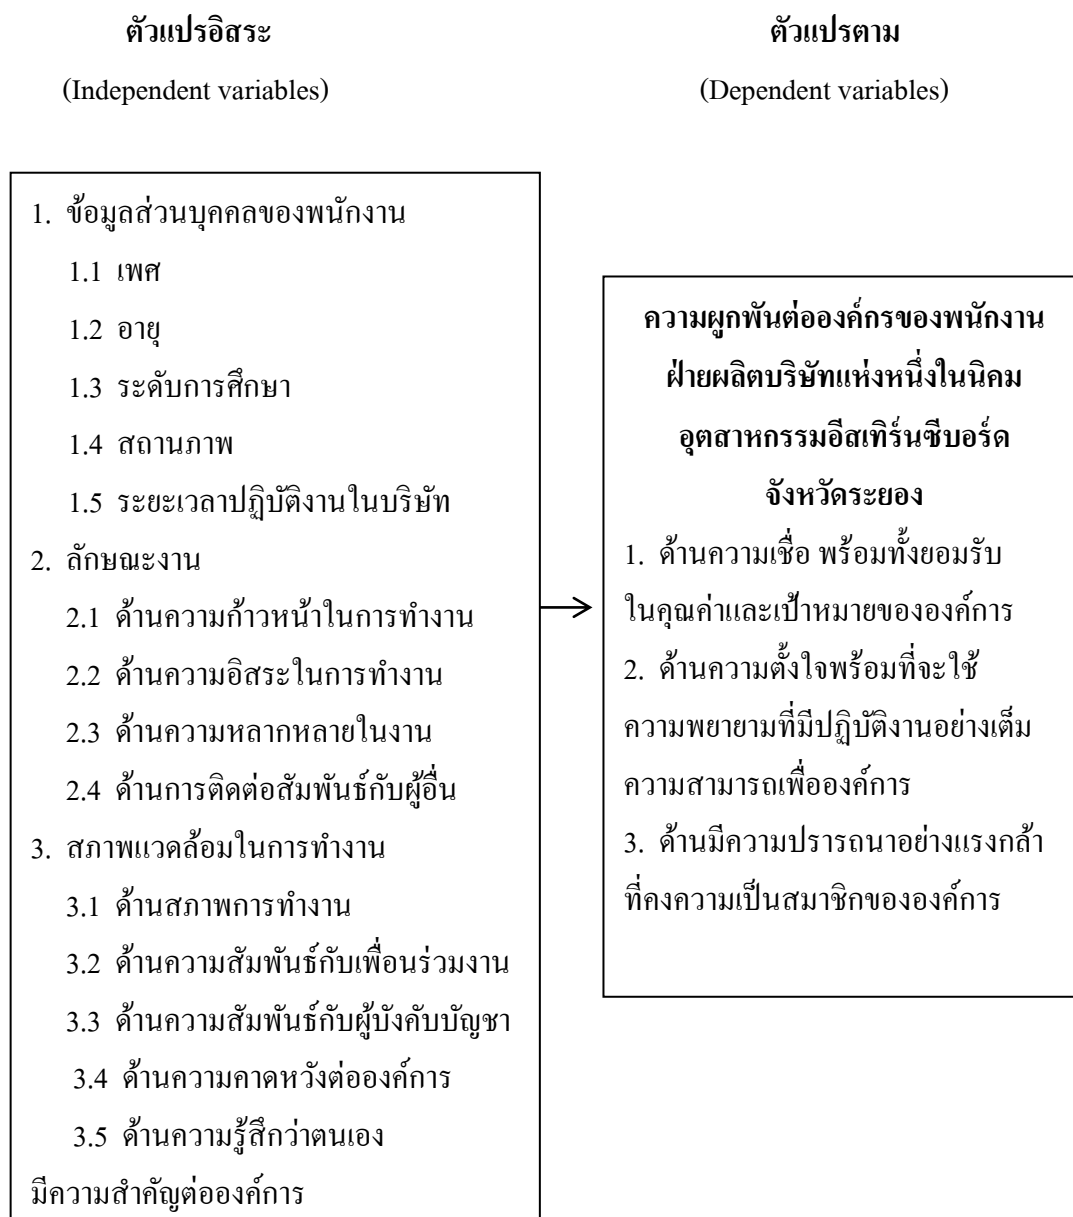 ตัวแปรอิสระ
(Independent variables)
1. ข้อมูลส่วนบุคคลของพนักงาน
1.1 เพศ
1.2 อายุ
1.3 ระดับการศึกษา
1.4 สถานภาพ
1.5 ระยะเวลาปฏิบัติงานในบริษัท
2. ลักษณะงาน
2.1 ด้านความก้าวหน้าในการทำงาน
2.2 ด้านความอิสระในการทำงาน
2.3 ด้านความหลากหลายในงาน
2.4 ด้านการติดต่อสัมพันธ์กับผู้อื่น
3. สภาพแวดล้อมในการทำงาน
3.1 ด้านสภาพการทำงาน
3.2 ด้านความสัมพันธ์กับเพื่อนร่วมงาน
3.3 ด้านความสัมพันธ์กับผู้บังคับบัญชา
3.4 ด้านความคาดหวังต่อองค์การ
3.5 ด้านความรู้สึกว่าตนเอง
มีความสำคัญต่อองค์การ
ตัวแปรตาม
(Dependent variables)
ความผูกพันต่อองค์กรของพนักงาน
ฝ่ายผลิตบริษัทแห่งหนึ่งในนิคม
อุตสาหกรรมอีสเทิร์นซีบอร์ด
จังหวัดระยอง
1. ด้านความเชื่อ พร้อมทั้งยอมรับ
ในคุณค่าและเป้าหมายขององค์การ
2. ด้านความตั้งใจพร้อมที่จะใช้
ความพยายามที่มีปฏิบัติงานอย่างเต็ม
ความสามารถเพื่อองค์การ
3. ด้านมีความปรารถนาอย่างแรงกล้า
ที่คงความเป็นสมาชิกขององค์การ